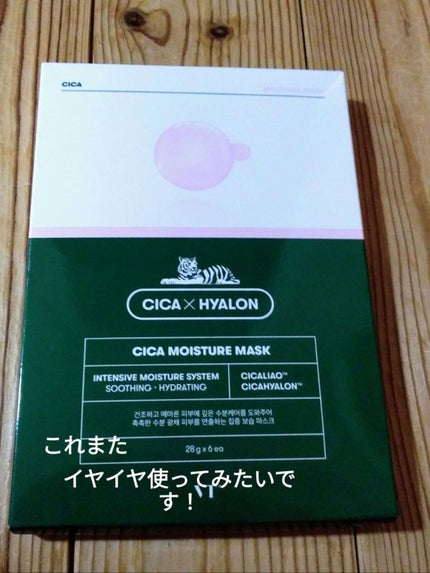 CICA
CICA×HYALON
CICA MOISTURE MASK
INTENSIVE MOISTURE SYSTEM
SOOTHING · HYDRATING
CICALIAO™
CICAHYALON™
건조하고 메마른 피부에 깊은 수분케어를 도와주어
촉촉한 수분 광채 피부를 연출하는 집중 보습 마스크
28g x 6 ea
これまた
イヤイヤ使ってみたいで
す！